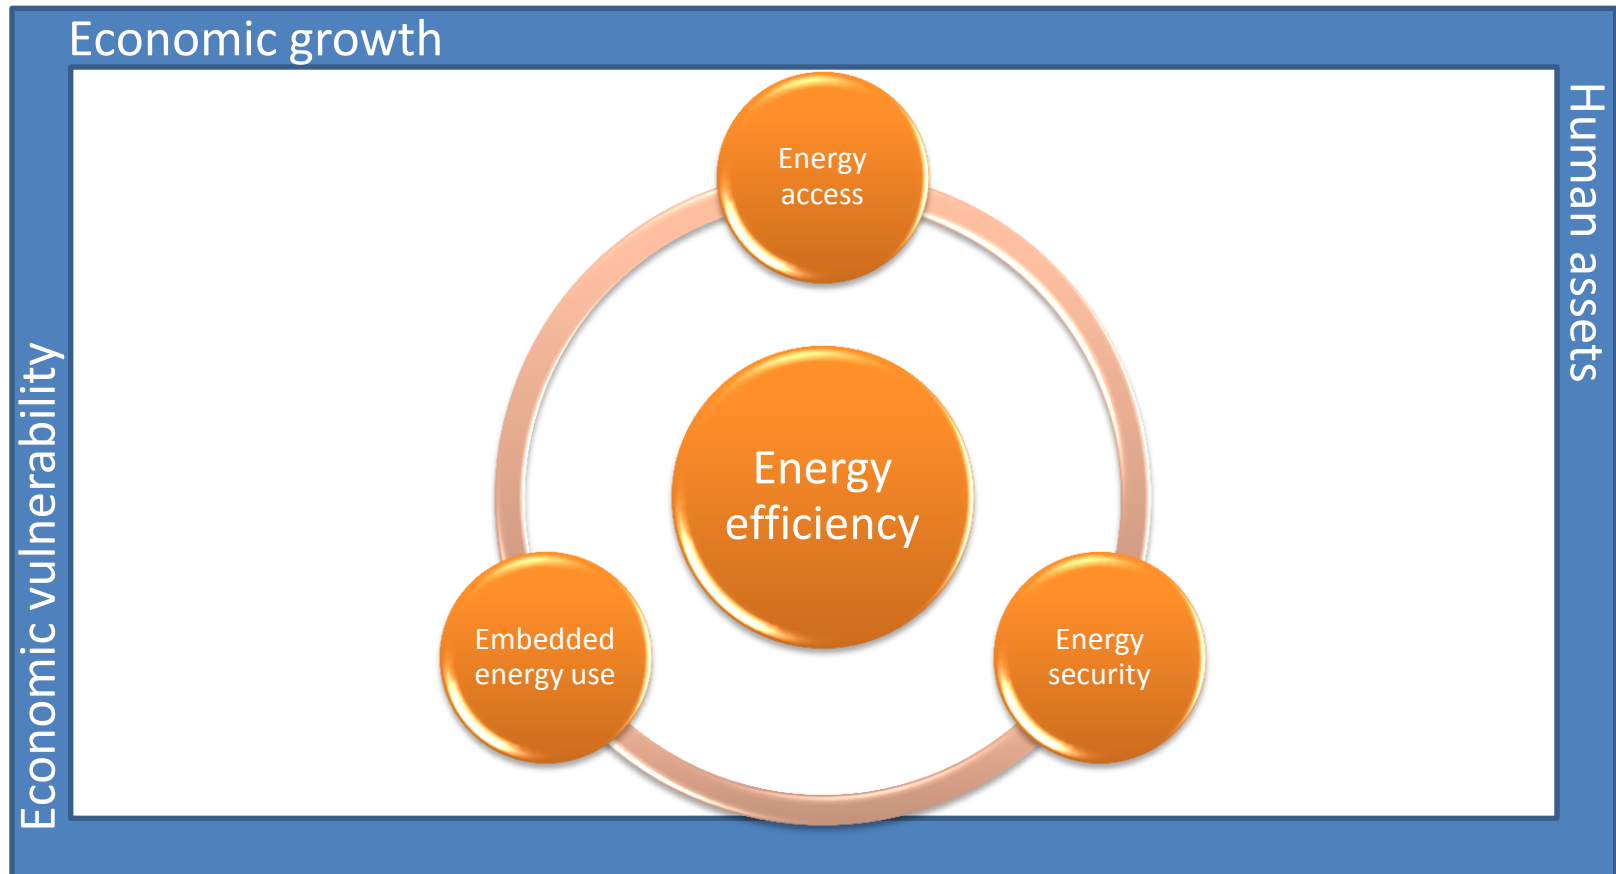 Economic growth
Human assets
Energy
access
Energy
efficiency
Embedded
energy use
Energy
security
Economic vulnerability